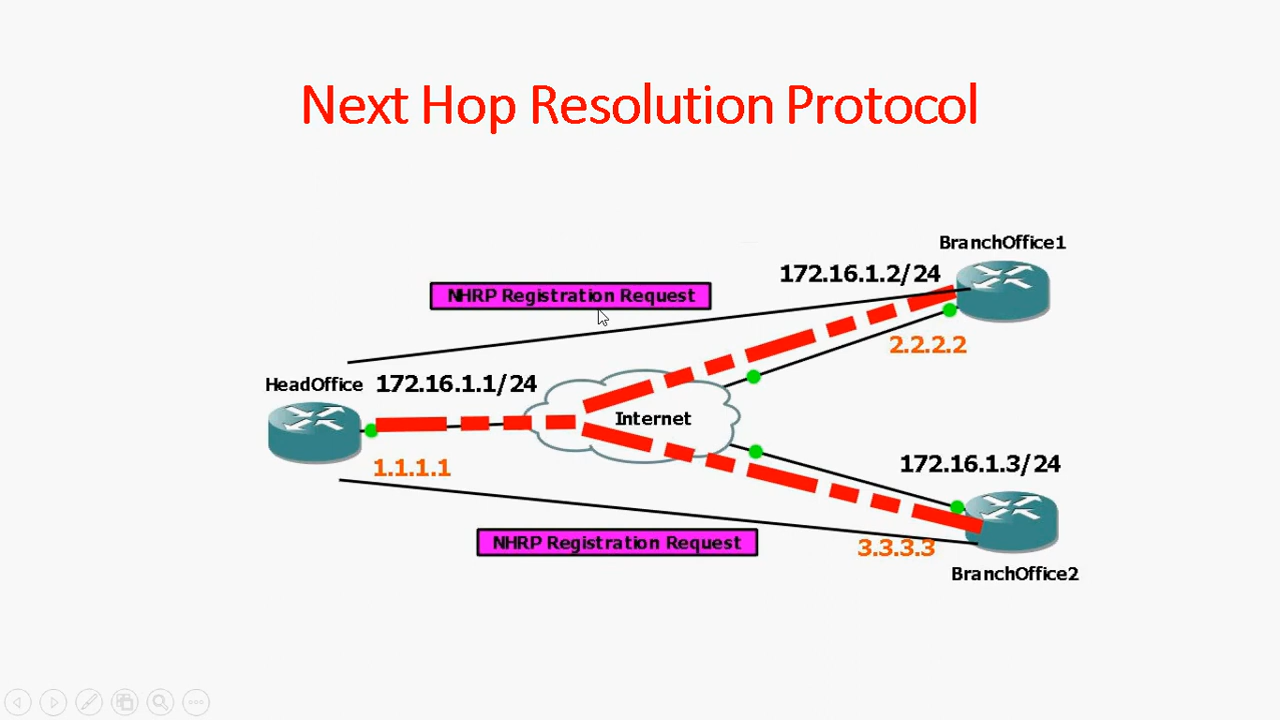 Next Hop Resolution Protocol
BranchOffice1
172.16.1.2/24
NHRP Registration Request
2.2.2.2
HeadOffice
172.16.1.1/24
Internet
1.1.1.1
172.16.1.3/24
NHRP Registration Request
3.3.3.3
BranchOffice2